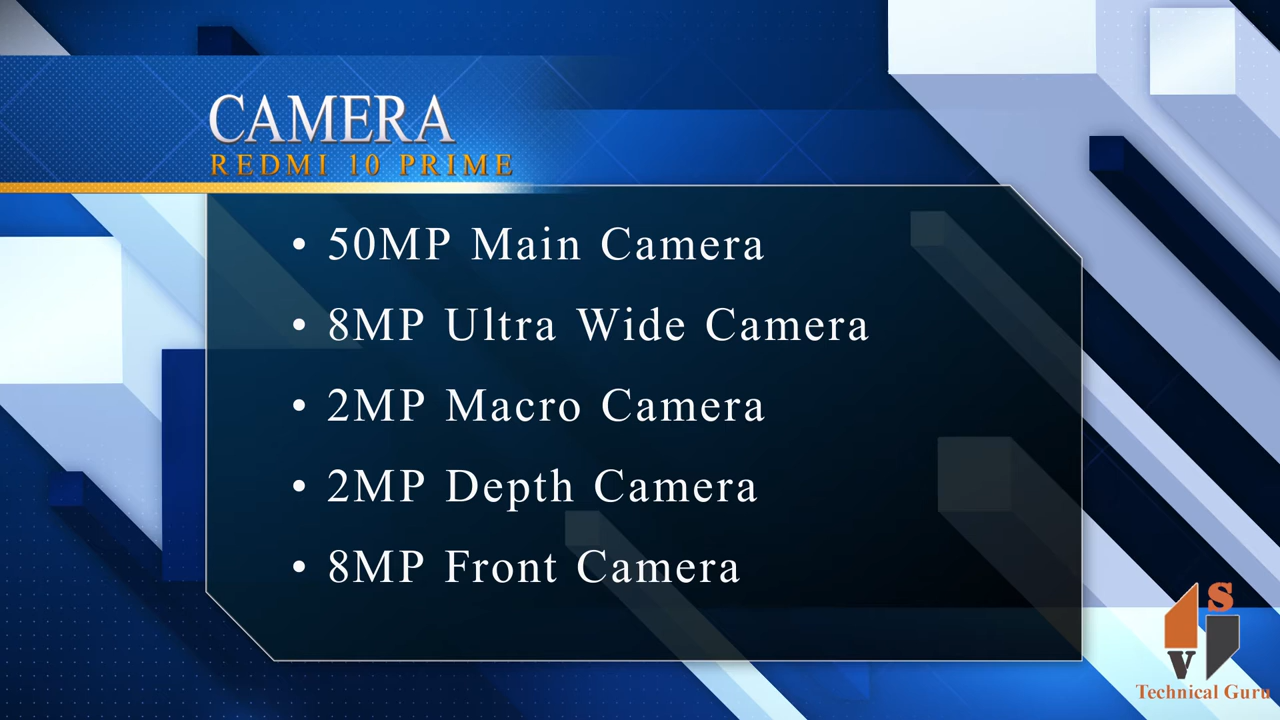 CAMERA
REDMI 10 PRIME
• 50MP Main Camera
• 8MP Ultra Wide Camera
• 2MP Macro Camera
• 2MP Depth Camera
• 8MP Front Camera
S
V
Technical Guru